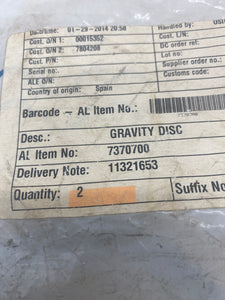 Date/Time: 01-29-2014 20:58 Handled by:
Cust. O/N 1: 00015352 Cust. L/N:
Cust. O/N 2: 7804208 DC order ref.
Cust. P/N: Lot no.
Serial no.: Supplier order no.:
ALE O/N: Customs code:
Country of origin: Spain
Barcode - AL Item No.:
Desc.: GRAVITY DISC
AL Item No: 7370700
Delivery Note: 11321653
Quantity: 2 Suffix No